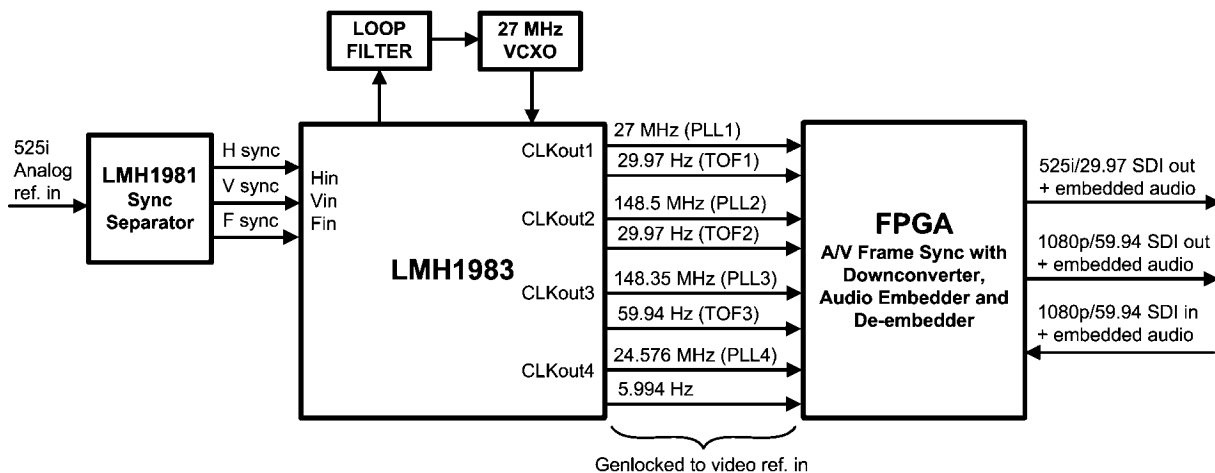 LOOP
FILTER
27 MHz
VCXO
525i
Analog
ref. in
LMH1981
Sync
Separator
H sync
V sync
F sync
Hin
Vin
Fin
LMH1983
CLKout1
CLKout2
CLKout3
CLKout4
27 MHz (PLL1)
29.97 Hz (TOF1)
148.5 MHz (PLL2)
29.97 Hz (TOF2)
148.35 MHz (PLL3)
59.94 Hz (TOF3)
24.576 MHz (PLL4)
5.994 Hz
FPGA
A/V Frame Sync with
Downconverter,
Audio Embedder and
De-embedder
525i/29.97 SDI out
+ embedded audio
1080p/59.94 SDI out
+ embedded audio
1080p/59.94 SDI in
+ embedded audio
Genlocked to video ref. in